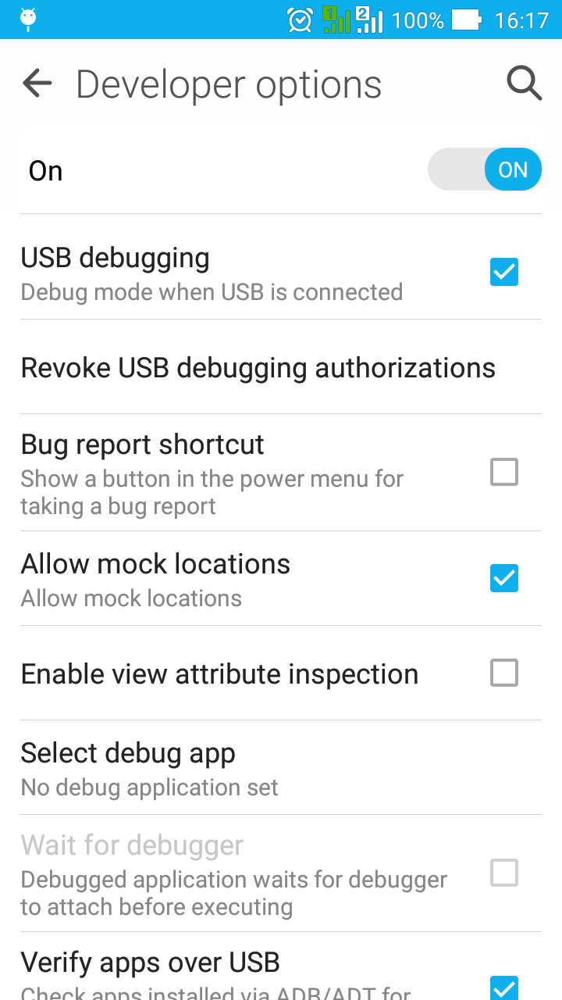 1 2 100% 16:17
Developer options
On ON
USB debugging
Debug mode when USB is connected
Revoke USB debugging authorizations
Bug report shortcut
Show a button in the power menu for
taking a bug report
Allow mock locations
Allow mock locations
Enable view attribute inspection
Select debug app
No debug application set
Wait for debugger
Debugged application waits for debugger
to attach before executing
Verify apps over USB
Check apps installed via ADB/ADT for